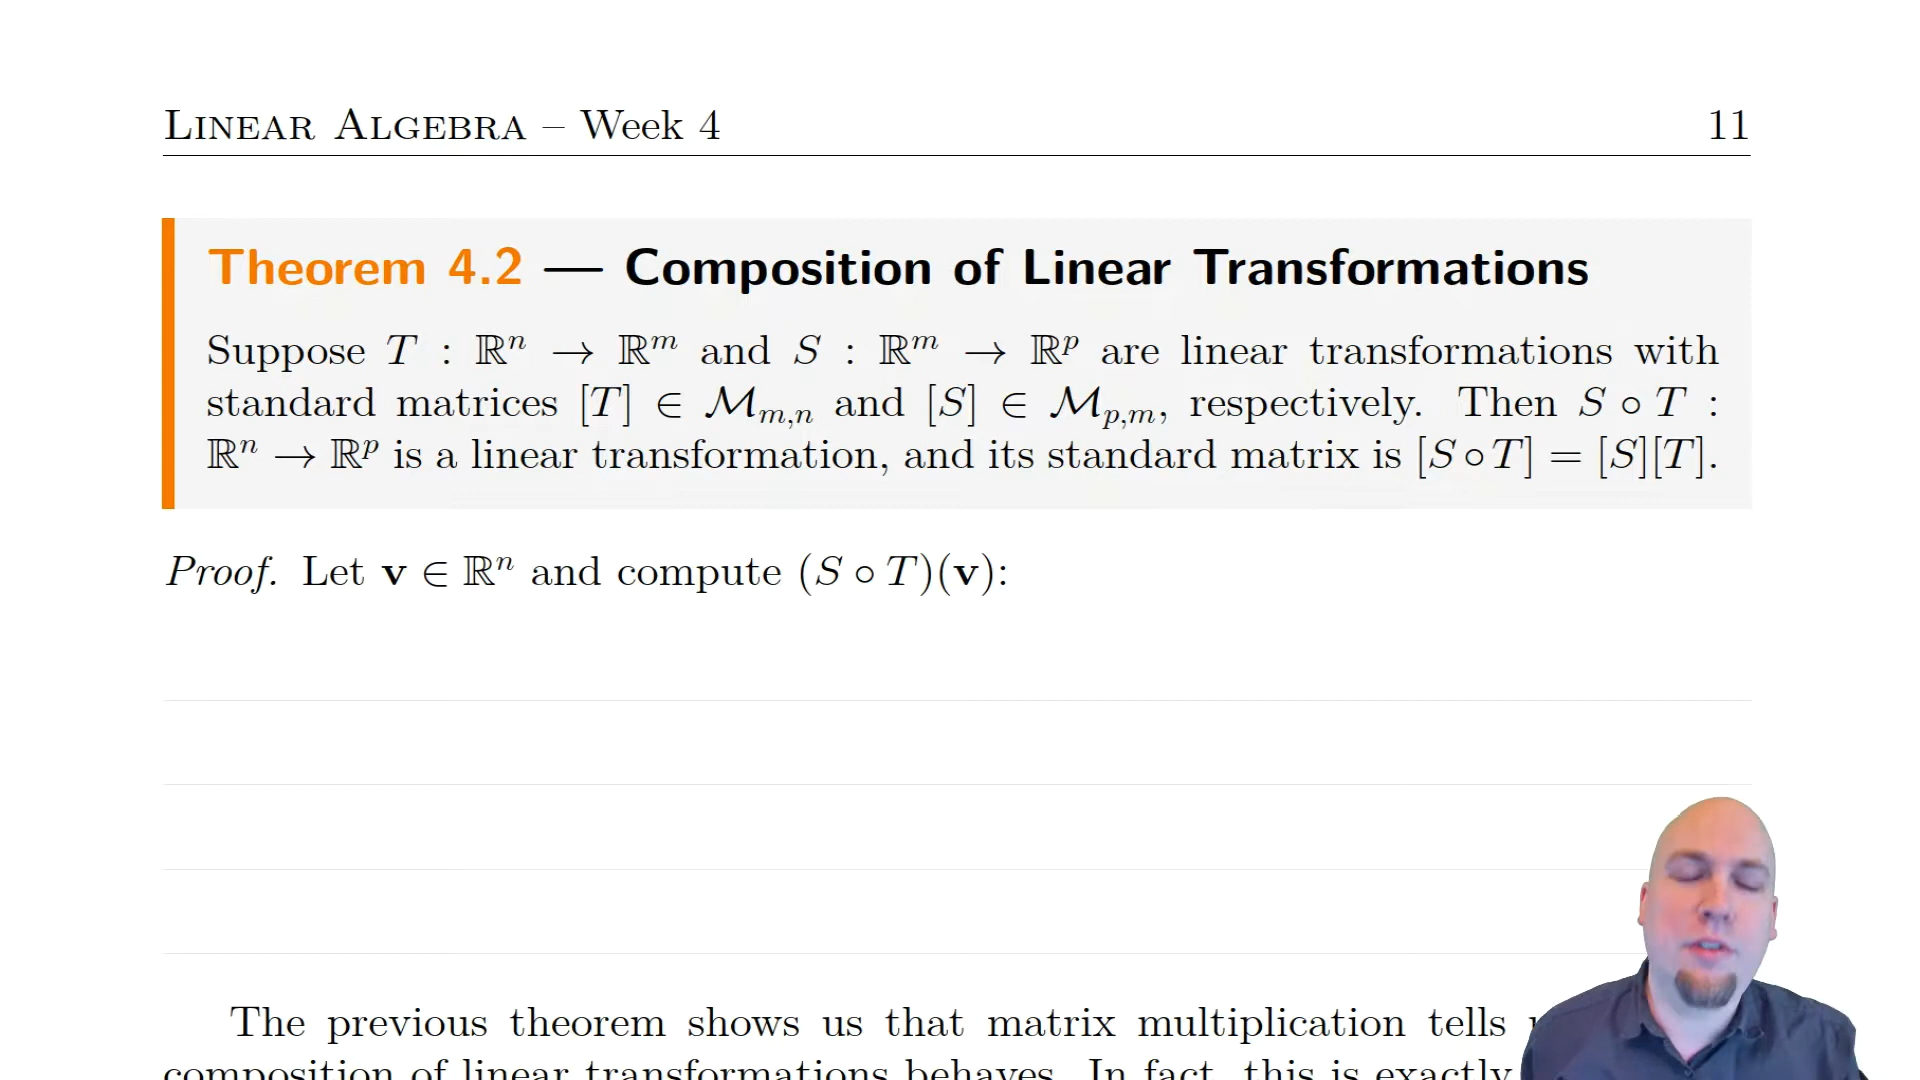 LINEAR ALGEBRA – Week 4 11
Theorem 4.2 — Composition of Linear Transformations
Suppose T : ℝⁿ → ℝᵐ and S : ℝᵐ → ℝᵖ are linear transformations with
standard matrices [T] ∈ ℳₘ,ₙ and [S] ∈ ℳₚ,ₘ, respectively. Then S ∘ T :
ℝⁿ → ℝᵖ is a linear transformation, and its standard matrix is [S ∘ T] = [S][T].
Proof. Let v ∈ ℝⁿ and compute (S ∘ T)(v):
The previous theorem shows us that matrix multiplication tells
composition of linear transformations behaves. In fact, this is exactly